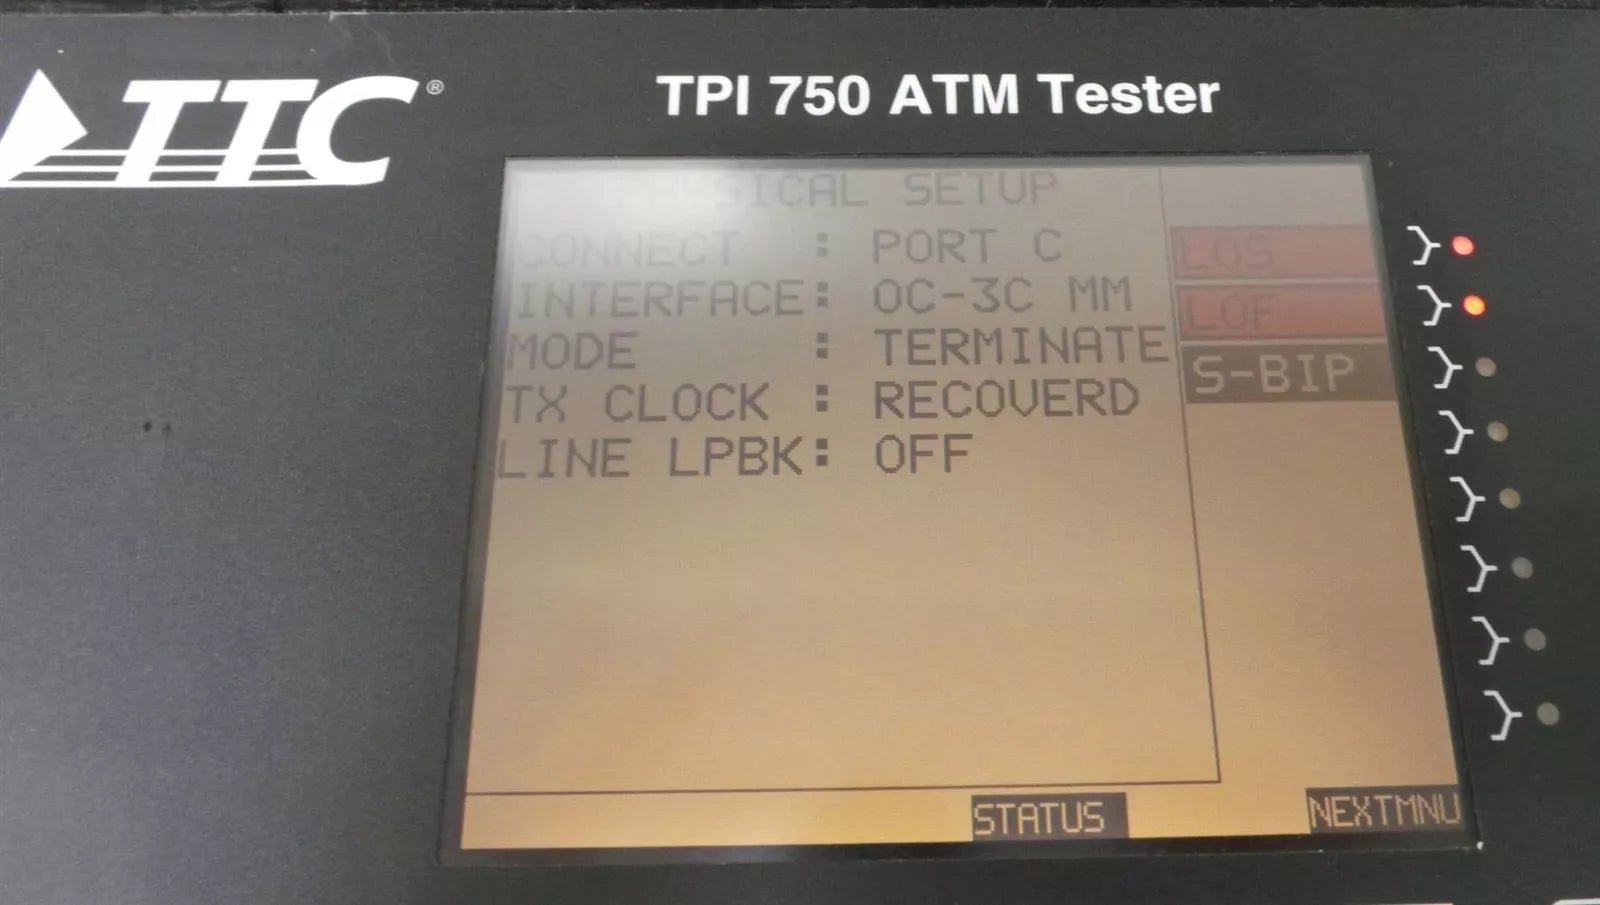 TTC®
TPI 750 ATM Tester
PHYSICAL SETUP
CONNECT : PORT C
INTERFACE: OC-3C MM
MODE : TERMINATE
TX CLOCK : RECOVERD
LINE LPBK: OFF
LOS
LOF
S-BIP
STATUS
NEXTMNU